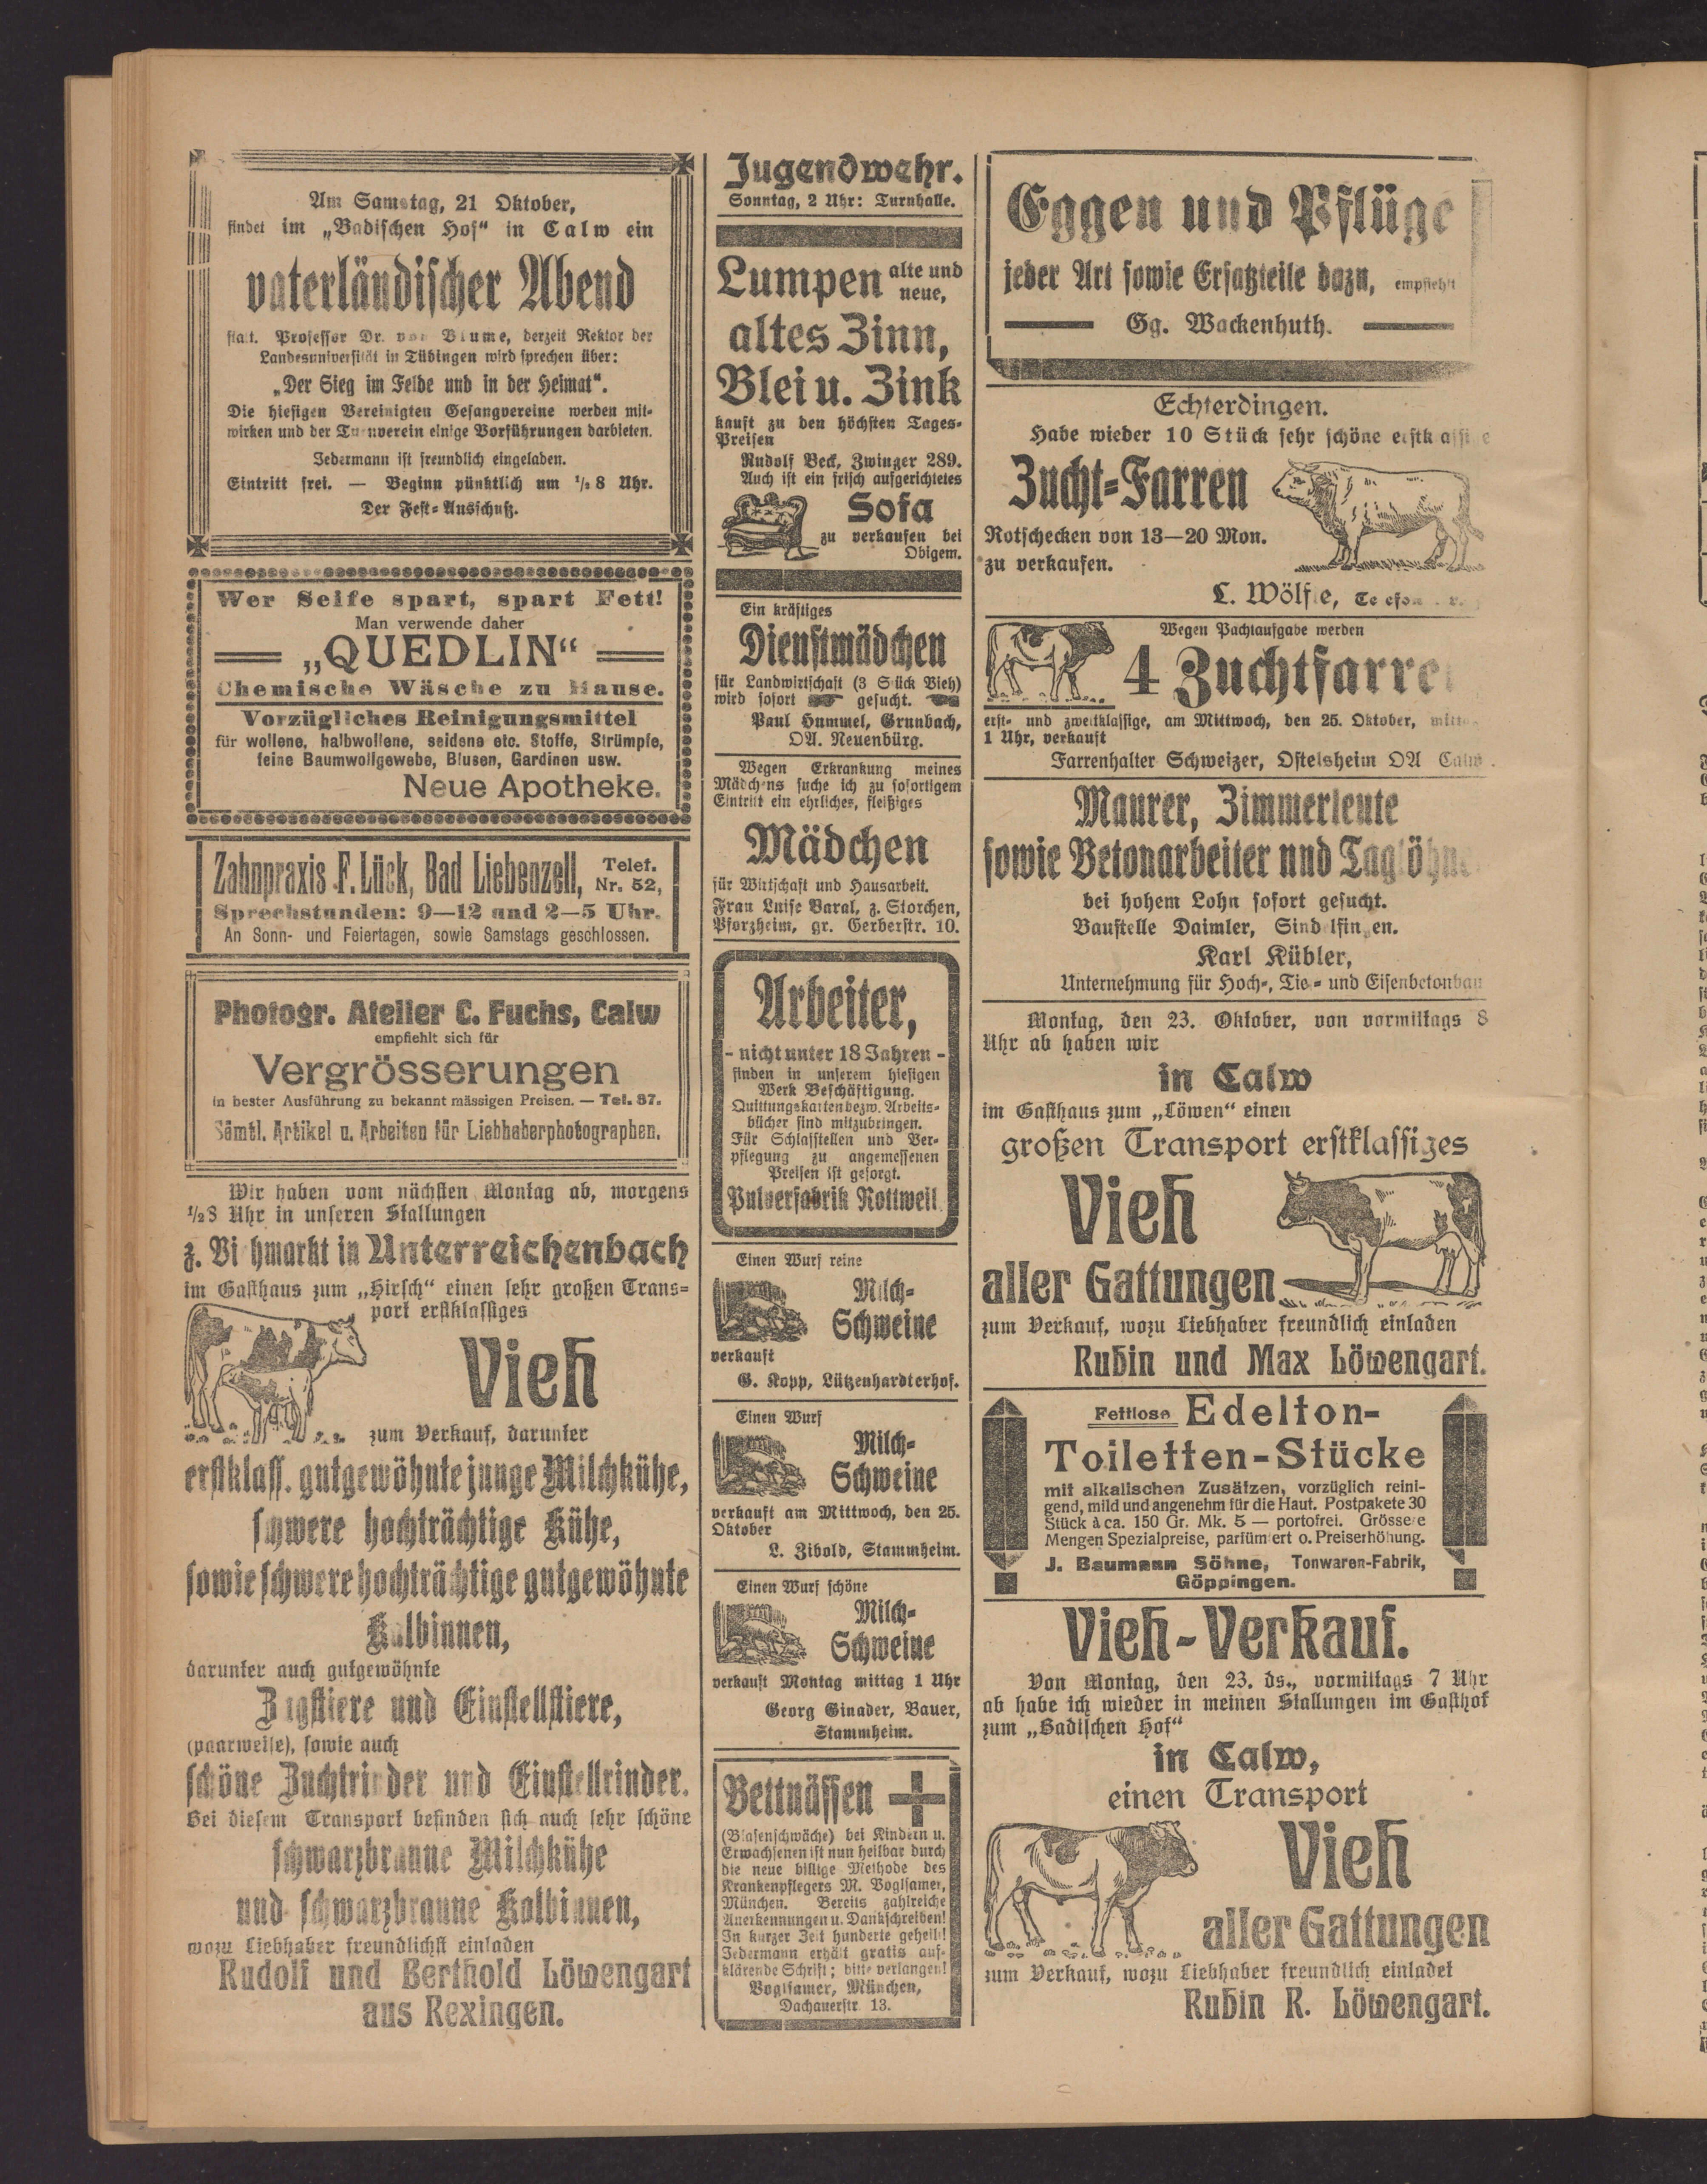 Am Samstag, 21 Oktober,
findet im „Badischen Hof“ in Calw ein
vaterländischer Abend
statt. Professor Dr. von Blume, derzeit Rektor der
Landesuniversität in Tübingen wird sprechen über:
„Der Sieg im Felde und in der Heimat“.
Die hiesigen Vereinigten Gesangvereine werden mit-
wirken und der Turnverein einige Vorführungen darbieten.
Jedermann ist freundlich eingeladen.
Eintritt frei. — Beginn pünktlich um 1/2 8 Uhr.
Der Fest-Ausschuß.
Wer Seife spart, spart Fett!
Man verwende daher
„QUEDLIN“
Chemische Wäsche zu Hause.
Vorzügliches Reinigungsmittel
für wollene, halbwollene, seidene etc. Stoffe, Strümpfe,
feine Baumwollgewebe, Blusen, Gardinen usw.
Neue Apotheke.
Zahnpraxis F. Lück, Bad Liebenzell, Telef. Nr. 52,
Sprechstunden: 9—12 und 2—5 Uhr.
An Sonn- und Feiertagen, sowie Samstags geschlossen.
Photogr. Atelier C. Fuchs, Calw
empfiehlt sich für
Vergrösserungen
in bester Ausführung zu bekannt mässigen Preisen. — Tel. 87.
Sämtl. Artikel u. Arbeiten für Liebhaberphotographen.
Wir haben vom nächsten Montag ab, morgens
1/28 Uhr in unseren Stallungen
z. Viehmarkt in Unterreichenbach
im Gasthaus zum „Hirsch“ einen sehr großen Trans-
port erstklassiges
Vieh
zum Verkauf, darunter
erstklass. gutgewöhnte junge Milchkühe,
schwere hochträchtige Kühe,
sowie schwere hochträchtige gutgewöhnte
Kalbinnen,
darunter auch gutgewöhnte
Zugstiere und Einstellstiere,
(paarweise), sowie auch
schöne Zuchtrinder und Einstellrinder.
Bei diesem Transport befinden sich auch sehr schöne
schwarzbraune Milchkühe
und schwarzbraune Kalbinnen,
wozu Liebhaber freundlichst einladen
Rudolf und Berthold Löwengart
aus Rexingen.
Jugendwehr.
Sonntag, 2 Uhr: Turnhalle.
Lumpen alte und neue,
altes Zinn,
Blei u. Zink
kauft zu den höchsten Tages-
Preisen
Rudolf Beck, Zwinger 289.
Auch ist ein frisch aufgerichtetes
Sofa
zu verkaufen bei
Obigem.
Ein kräftiges
Dienstmädchen
für Landwirtschaft (3 Stück Vieh)
wird sofort gesucht.
Paul Hummel, Grunbach,
OA. Neuenbürg.
Wegen Erkrankung meines
Mädchens suche ich zu sofortigem
Eintritt ein ehrliches, fleißiges
Mädchen
für Wirtschaft und Hausarbeit.
Frau Luise Baral, z. Storchen,
Pforzheim, gr. Gerberstr. 10.
Arbeiter,
- nicht unter 18 Jahren -
finden in unserem hiesigen
Werk Beschäftigung.
Quittungskarten bezw. Arbeits-
bücher sind mitzubringen.
Für Schlafstellen und Ver-
pflegung zu angemessenen
Preisen ist gesorgt.
Pulverfabrik Rottweil
Einen Wurf reine
Milch-
Schweine
verkauft
G. Kopp, Lützenhardterhof.
Einen Wurf
Milch-
Schweine
verkauft am Mittwoch, den 25.
Oktober
L. Zibold, Stammheim.
Einen Wurf schöne
Milch-
Schweine
verkauft Montag mittag 1 Uhr
Georg Ginader, Bauer,
Stammheim.
Bettnässen
(Blasenschwäche) bei Kindern u.
Erwachsenen ist nun heilbar durch
die neue billige Methode des
Krankenpflegers M. Voglsamer,
München. Bereits zahlreiche
Anerkennungen u. Dankschreiben!
In kurzer Zeit hunderte geheilt!
Jedermann erhält gratis auf-
klärende Schrift; bitte verlangen!
Voglsamer, München,
Dachauerstr 13.
Eggen und Pflüge
jeder Art sowie Ersatzteile dazu, empfiehlt
Gg. Wackenhuth.
Echterdingen.
Habe wieder 10 Stück sehr schöne erstklassige
Zucht-Farren
Rotschecken von 13—20 Mon.
zu verkaufen.
L. Wölfle,
Wegen Pachtaufgabe werden
4 Zuchtfarren
erst- und zweitklassige, am Mittwoch, den 25. Oktober, mittags
1 Uhr, verkauft
Farrenhalter Schweizer, Ostelsheim OA Calw.
Maurer, Zimmerleute
sowie Betonarbeiter und Taglöhner
bei hohem Lohn sofort gesucht.
Baustelle Daimler, Sindelfingen.
Karl Kübler,
Unternehmung für Hoch-, Tief- und Eisenbetonbau
Montag, den 23. Oktober, von vormittags 8
Uhr ab haben wir
in Calw
im Gasthaus zum „Löwen“ einen
großen Transport erstklassiges
Vieh
aller Gattungen
zum Verkauf, wozu Liebhaber freundlich einladen
Rubin und Max Löwengart.
Fettlose Edelton-
Toiletten-Stücke
mit alkalischen Zusätzen, vorzüglich reini-
gend, mild und angenehm für die Haut. Postpakete 30
Stück à ca. 150 Gr. Mk. 5 — portofrei. Grössere
Mengen Spezialpreise, parfümiert o. Preiserhöhung.
J. Baumann Söhne, Tonwaren-Fabrik,
Göppingen.
Vieh-Verkauf.
Von Montag, den 23. ds., vormittags 7 Uhr
ab habe ich wieder in meinen Stallungen im Gasthof
zum „Badischen Hof“
in Calw,
einen Transport
Vieh
aller Gattungen
zum Verkauf, wozu Liebhaber freundlich einladet
Rubin R. Löwengart.